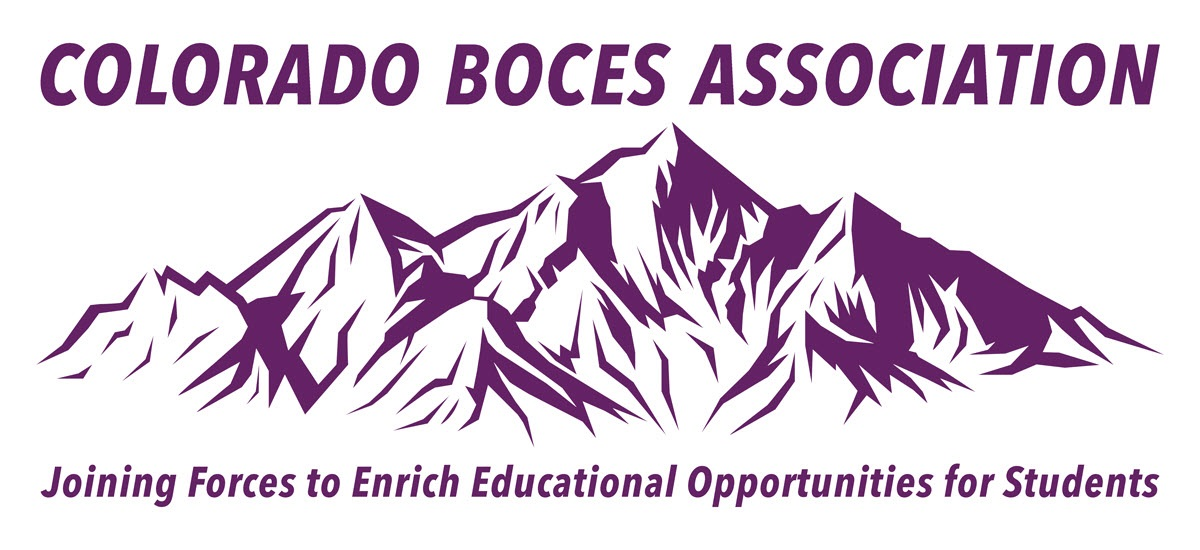 COLORADO BOCES ASSOCIATION
Joining Forces to Enrich Educational Opportunities for Students